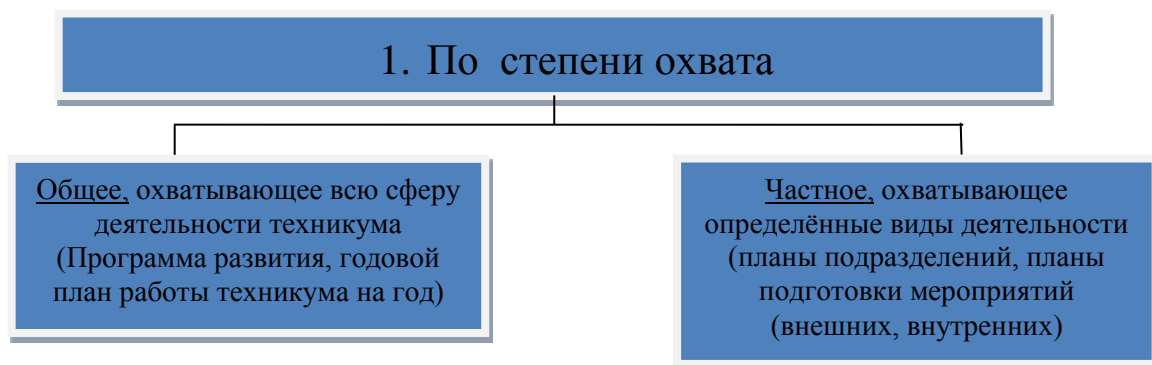 1. По степени охвата
Общее, охватывающее всю сферу
деятельности техникума
(Программа развития, годовой
план работы техникума на год)
Частное, охватывающее
определённые виды деятельности
(планы подразделений, планы
подготовки мероприятий
(внешних, внутренних)